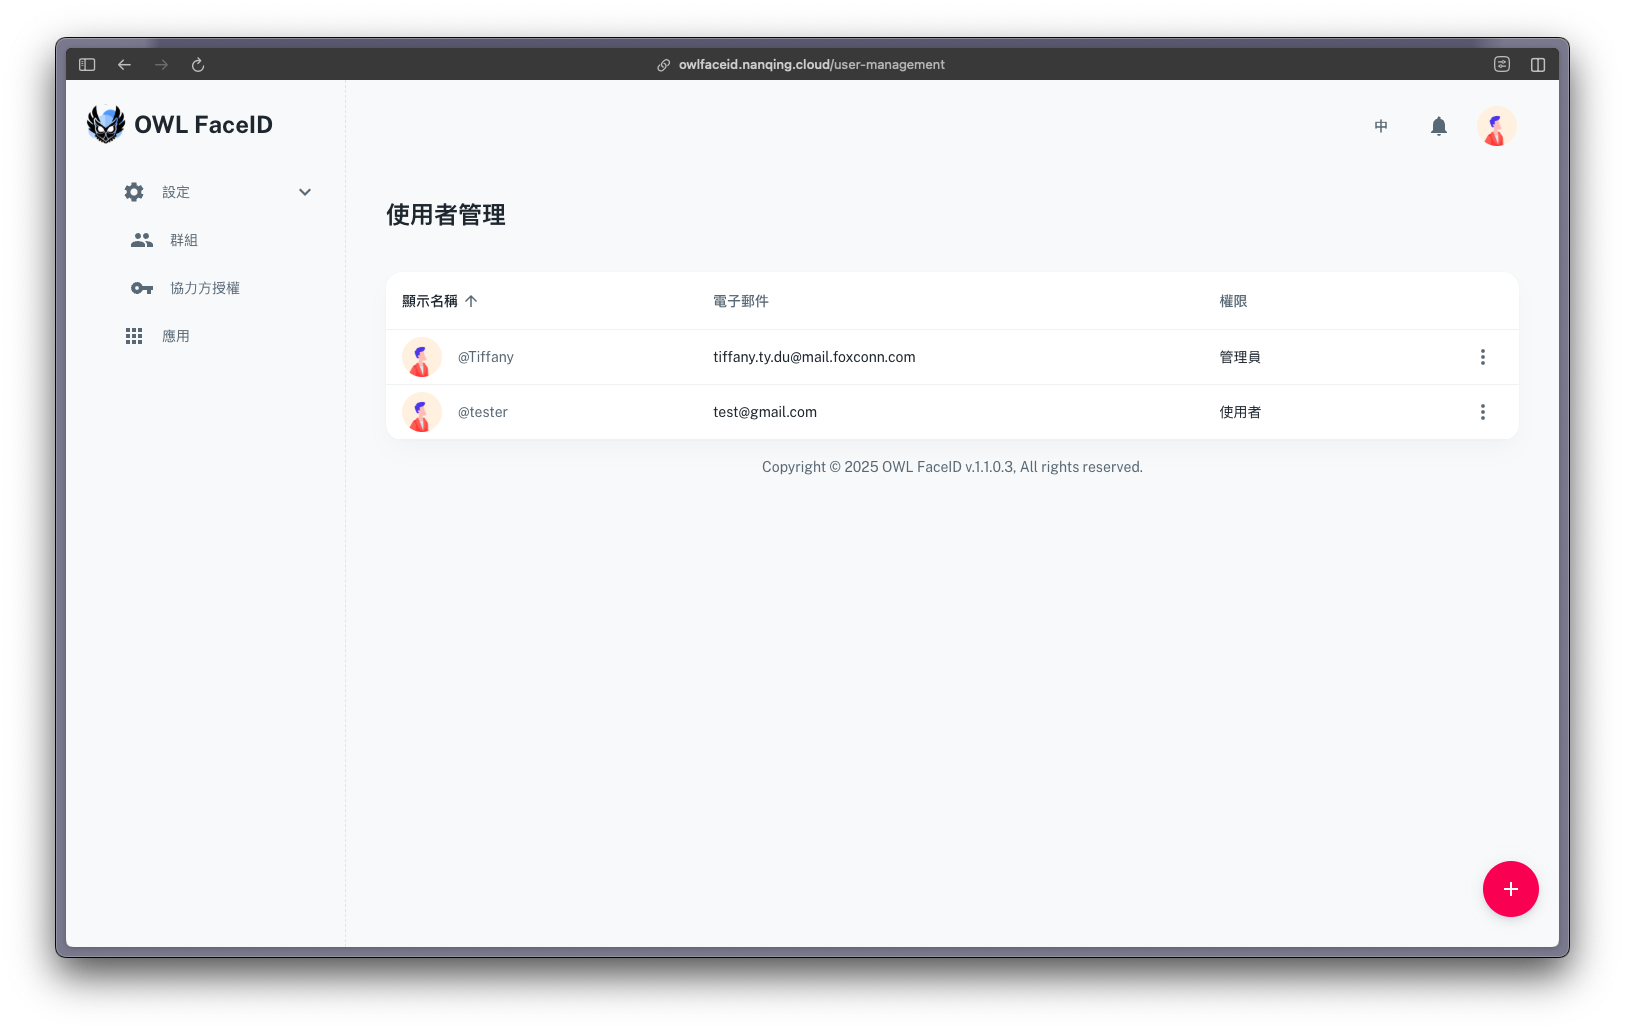 owlfaceid.nanqing.cloud/user-management
OWL FaceID
中
設定
群組
協力方授權
應用
使用者管理
顯示名稱 電子郵件 權限
@Tiffany tiffany.ty.du@mail.foxconn.com 管理員
@tester test@gmail.com 使用者
Copyright © 2025 OWL FaceID v.1.1.0.3, All rights reserved.